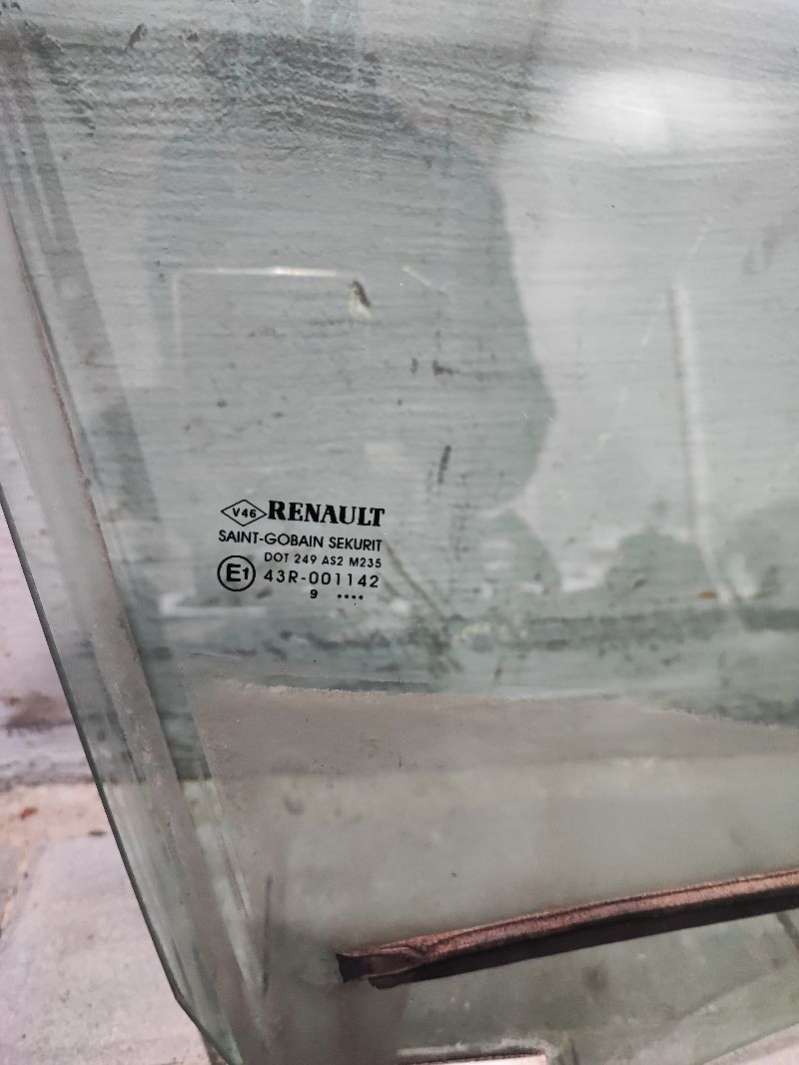 V46 RENAULT
SAINT-GOBAIN SEKURIT
DOT 249 AS2 M235
E1 43R-001142
9 ••••